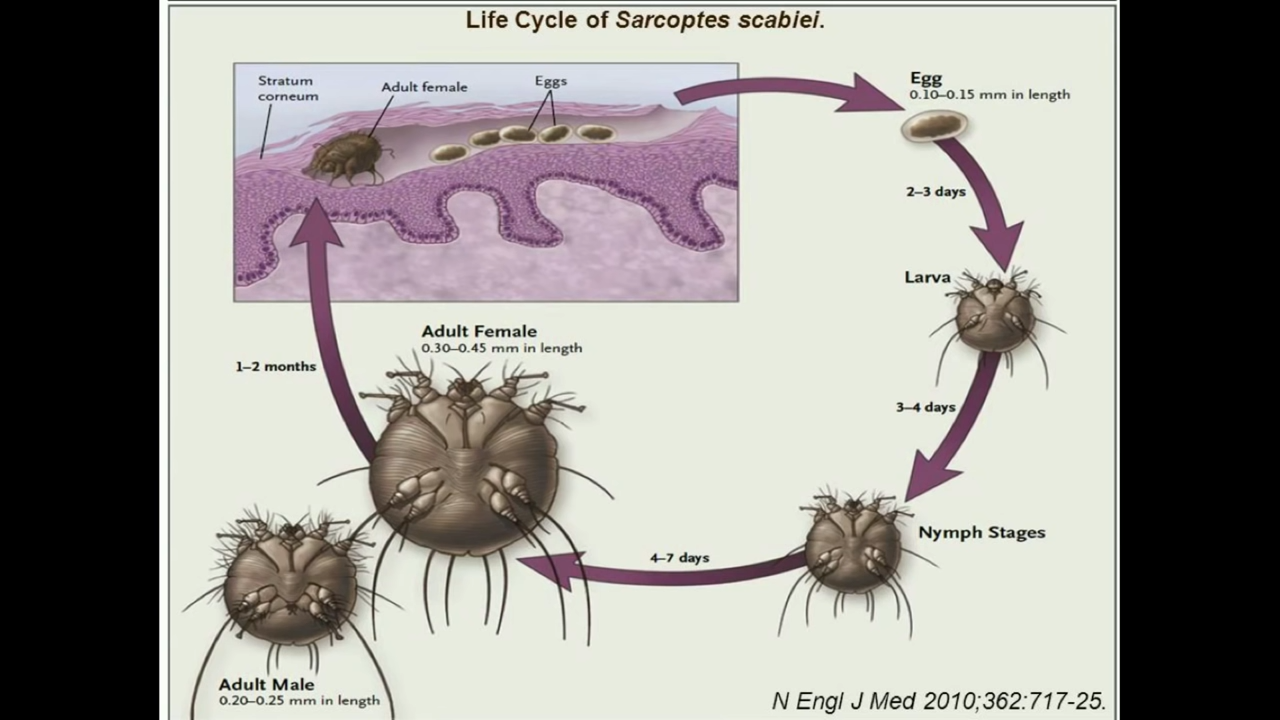 Life Cycle of Sarcoptes scabiei.
Stratum
corneum
Adult female
Eggs
Egg
0.10–0.15 mm in length
2–3 days
Larva
3–4 days
Nymph Stages
4–7 days
Adult Female
0.30–0.45 mm in length
1–2 months
Adult Male
0.20–0.25 mm in length
N Engl J Med 2010;362:717-25.